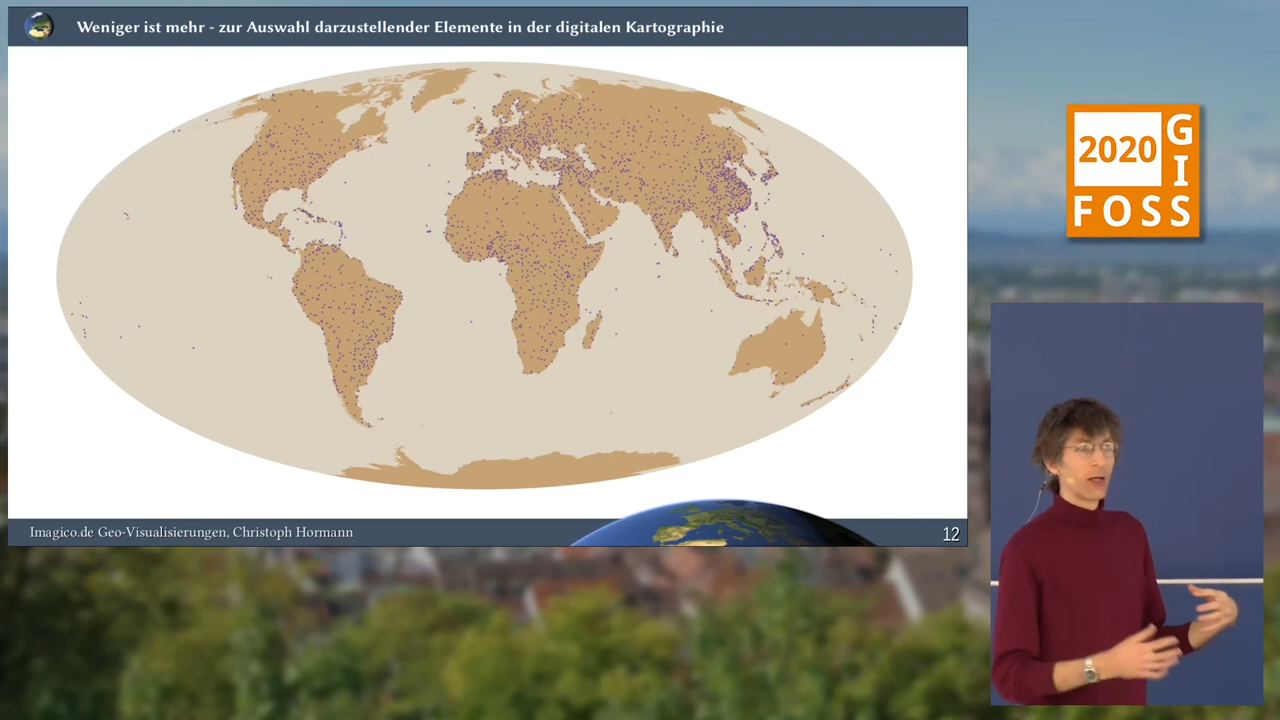 Weniger ist mehr - zur Auswahl darzustellender Elemente in der digitalen Kartographie
2020
G
I
FOSS
Imagico.de Geo-Visualisierungen, Christoph Hormann
12